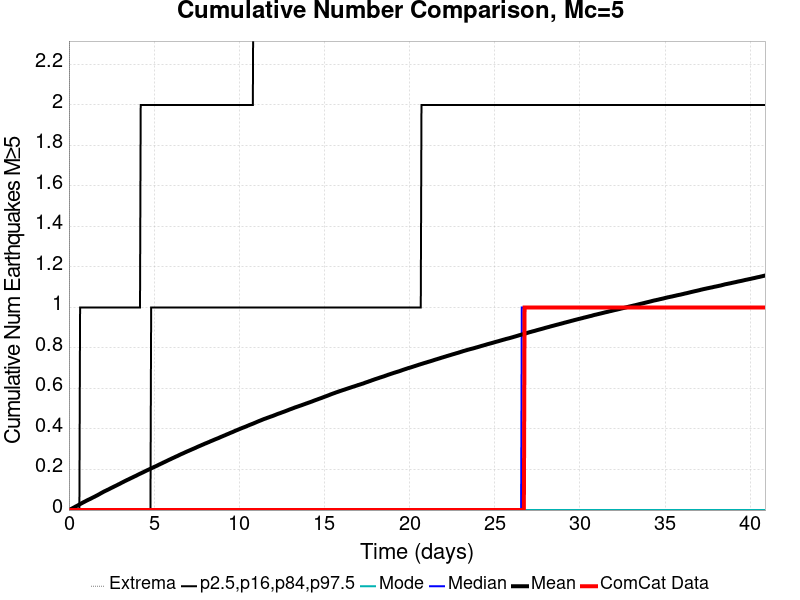 Cumulative Number Comparison, Mc=5
Cumulative Num Earthquakes M≥5
2.2
2
1.8
1.6
1.4
1.2
1
0.8
0.6
0.4
0.2
0
0 5 10 15 20 25 30 35 40
Time (days)
Extrema p2.5,p16,p84,p97.5 Mode Median Mean ComCat Data